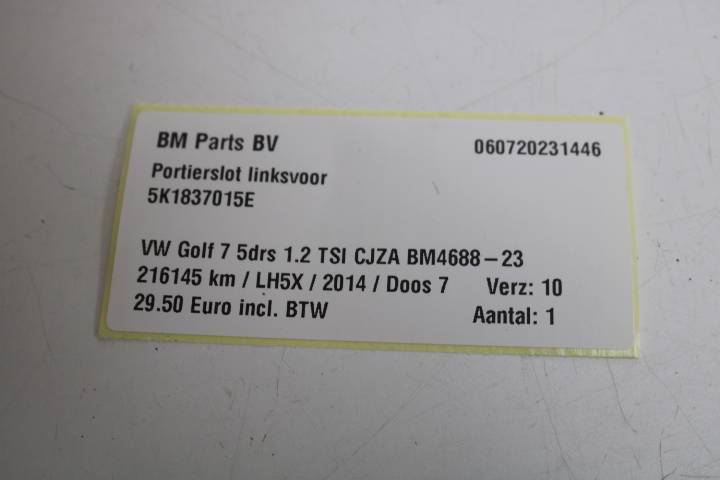 BM Parts BV 060720231446
Portierslot linksvoor
5K1837015E
VW Golf 7 5drs 1.2 TSI CJZA BM4688-23
216145 km / LH5X / 2014 / Doos 7 Verz: 10
29.50 Euro incl. BTW Aantal: 1